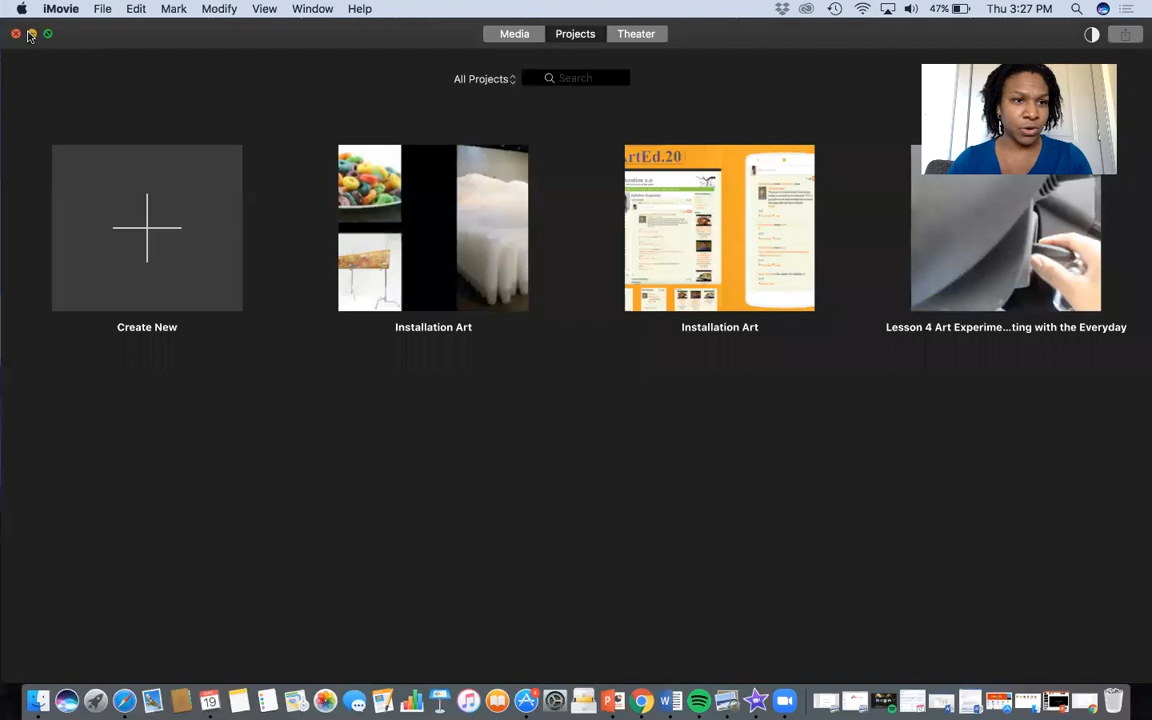 iMovie File Edit Mark Modify View Window Help 47% Thu 3:27 PM
Media Projects Theater
All Projects Search
ArtEd.20
Create New Installation Art Installation Art Lesson 4 Art Experime...ting with the Everyday